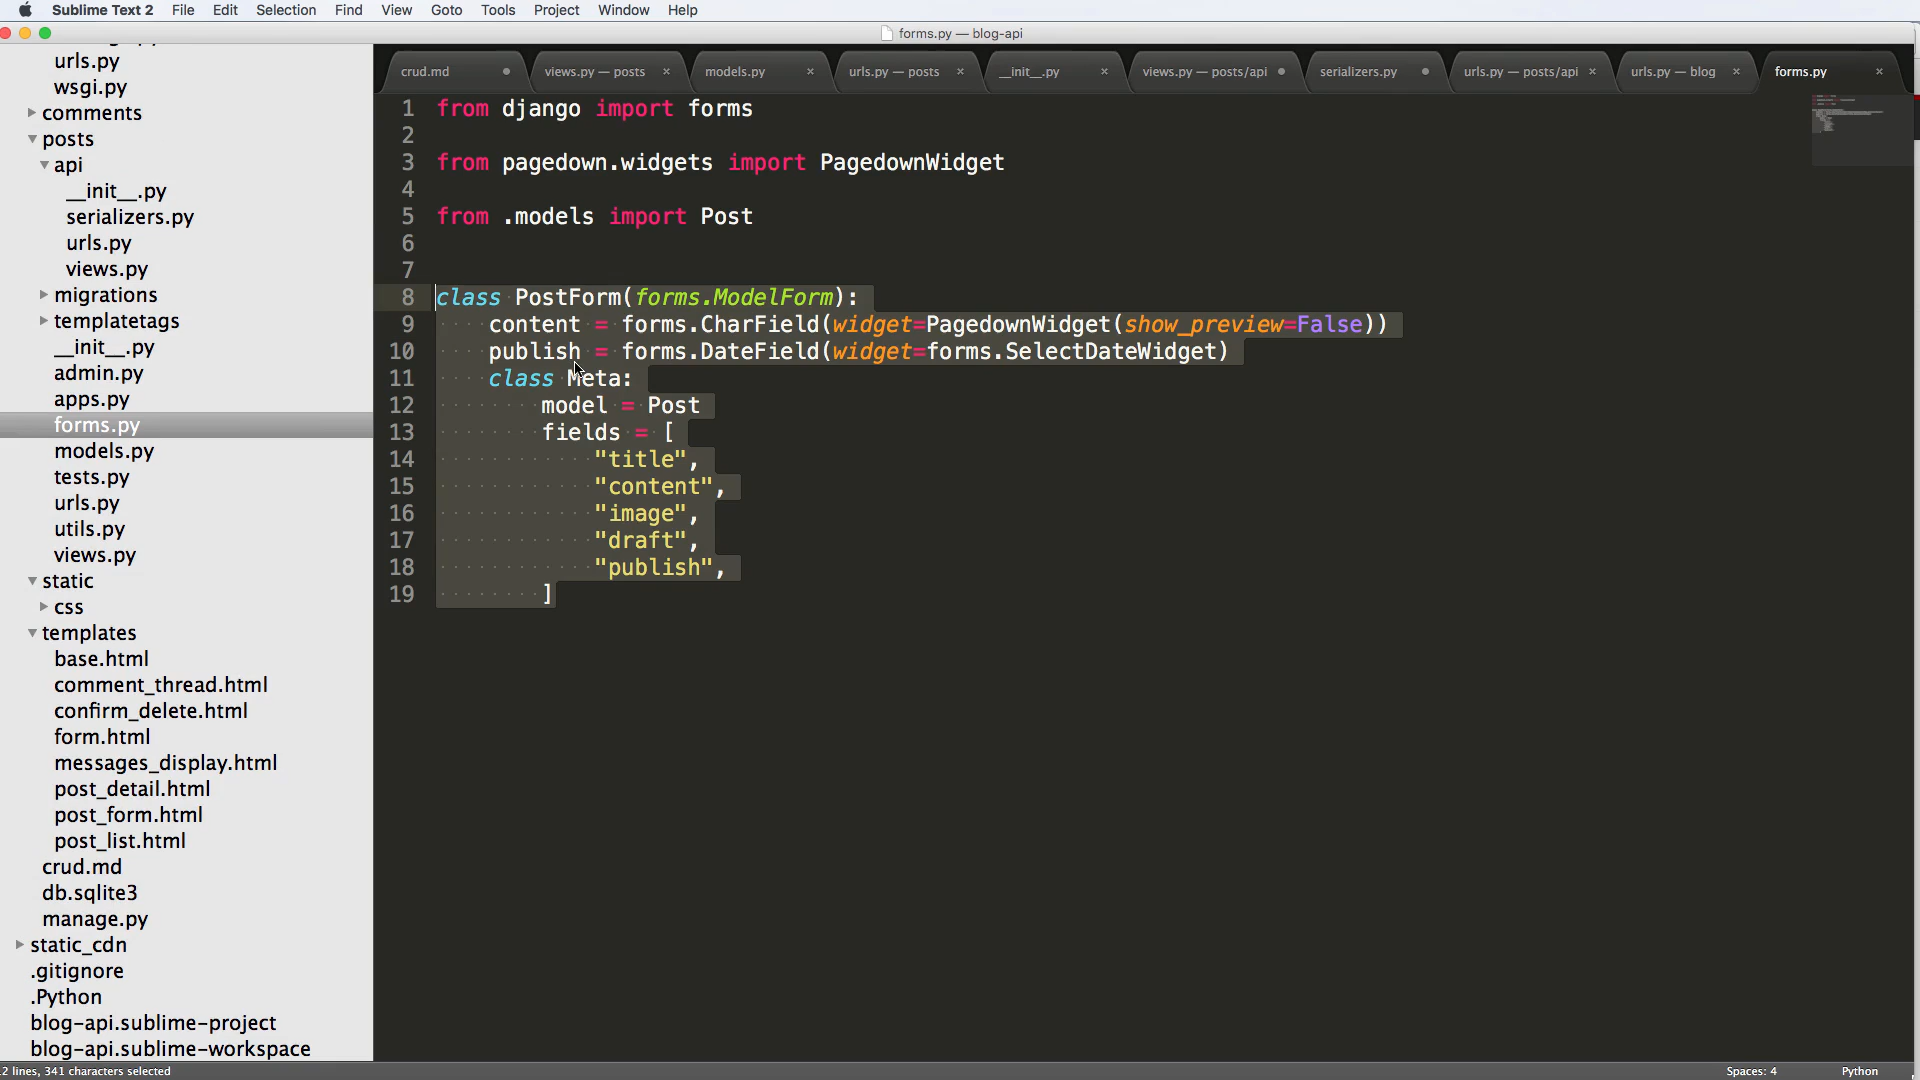 Sublime Text 2 File Edit Selection Find View Goto Tools Project Window Help
forms.py — blog-api
crud.md views.py — posts models.py urls.py — posts __init__.py views.py — posts/api serializers.py urls.py — posts/api urls.py — blog forms.py
urls.py
wsgi.py
comments
posts
api
__init__.py
serializers.py
urls.py
views.py
migrations
templatetags
__init__.py
admin.py
apps.py
forms.py
models.py
tests.py
urls.py
utils.py
views.py
static
css
templates
base.html
comment_thread.html
confirm_delete.html
form.html
messages_display.html
post_detail.html
post_form.html
post_list.html
crud.md
db.sqlite3
manage.py
static_cdn
.gitignore
.Python
blog-api.sublime-project
blog-api.sublime-workspace
1 from django import forms
2
3 from pagedown.widgets import PagedownWidget
4
5 from .models import Post
6
7
8 class PostForm(forms.ModelForm):
9     content = forms.CharField(widget=PagedownWidget(show_preview=False))
10     publish = forms.DateField(widget=forms.SelectDateWidget)
11     class Meta:
12         model = Post
13         fields = [
14             "title",
15             "content",
16             "image",
17             "draft",
18             "publish",
19         ]
2 lines, 341 characters selected
Spaces: 4 Python